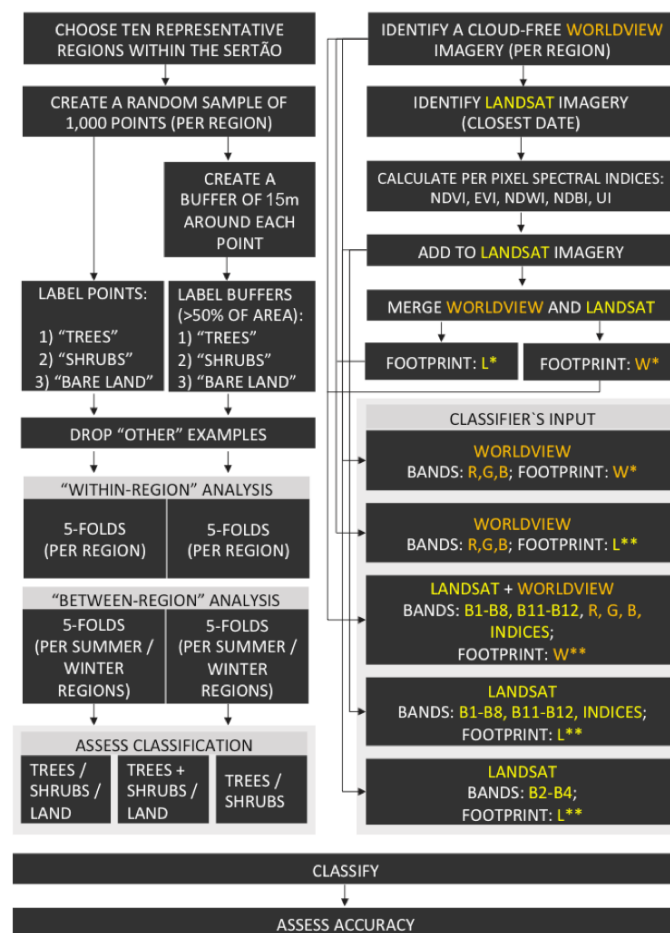 CHOOSE TEN REPRESENTATIVE
REGIONS WITHIN THE SERTÃO
CREATE A RANDOM SAMPLE OF
1,000 POINTS (PER REGION)
CREATE A
BUFFER OF 15m
AROUND EACH
POINT
LABEL POINTS:
1) “TREES”
2) “SHRUBS”
3) “BARE LAND”
LABEL BUFFERS
(>50% OF AREA):
1) “TREES”
2) “SHRUBS”
3) “BARE LAND”
DROP “OTHER” EXAMPLES
“WITHIN-REGION” ANALYSIS
5-FOLDS
(PER REGION)
5-FOLDS
(PER REGION)
“BETWEEN-REGION” ANALYSIS
5-FOLDS
(PER SUMMER /
WINTER
REGIONS)
5-FOLDS
(PER SUMMER /
WINTER
REGIONS)
ASSESS CLASSIFICATION
TREES /
SHRUBS /
LAND
TREES +
SHRUBS /
LAND
TREES /
SHRUBS
IDENTIFY A CLOUD-FREE WORLDVIEW
IMAGERY (PER REGION)
IDENTIFY LANDSAT IMAGERY
(CLOSEST DATE)
CALCULATE PER PIXEL SPECTRAL INDICES:
NDVI, EVI, NDWI, NDBI, UI
ADD TO LANDSAT IMAGERY
MERGE WORLDVIEW AND LANDSAT
FOOTPRINT: L*
FOOTPRINT: W*
CLASSIFIER`S INPUT
WORLDVIEW
BANDS: R,G,B; FOOTPRINT: W*
WORLDVIEW
BANDS: R,G,B; FOOTPRINT: L**
LANDSAT + WORLDVIEW
BANDS: B1-B8, B11-B12, R, G, B,
INDICES;
FOOTPRINT: W**
LANDSAT
BANDS: B1-B8, B11-B12, INDICES;
FOOTPRINT: L**
LANDSAT
BANDS: B2-B4;
FOOTPRINT: L**
CLASSIFY
ASSESS ACCURACY